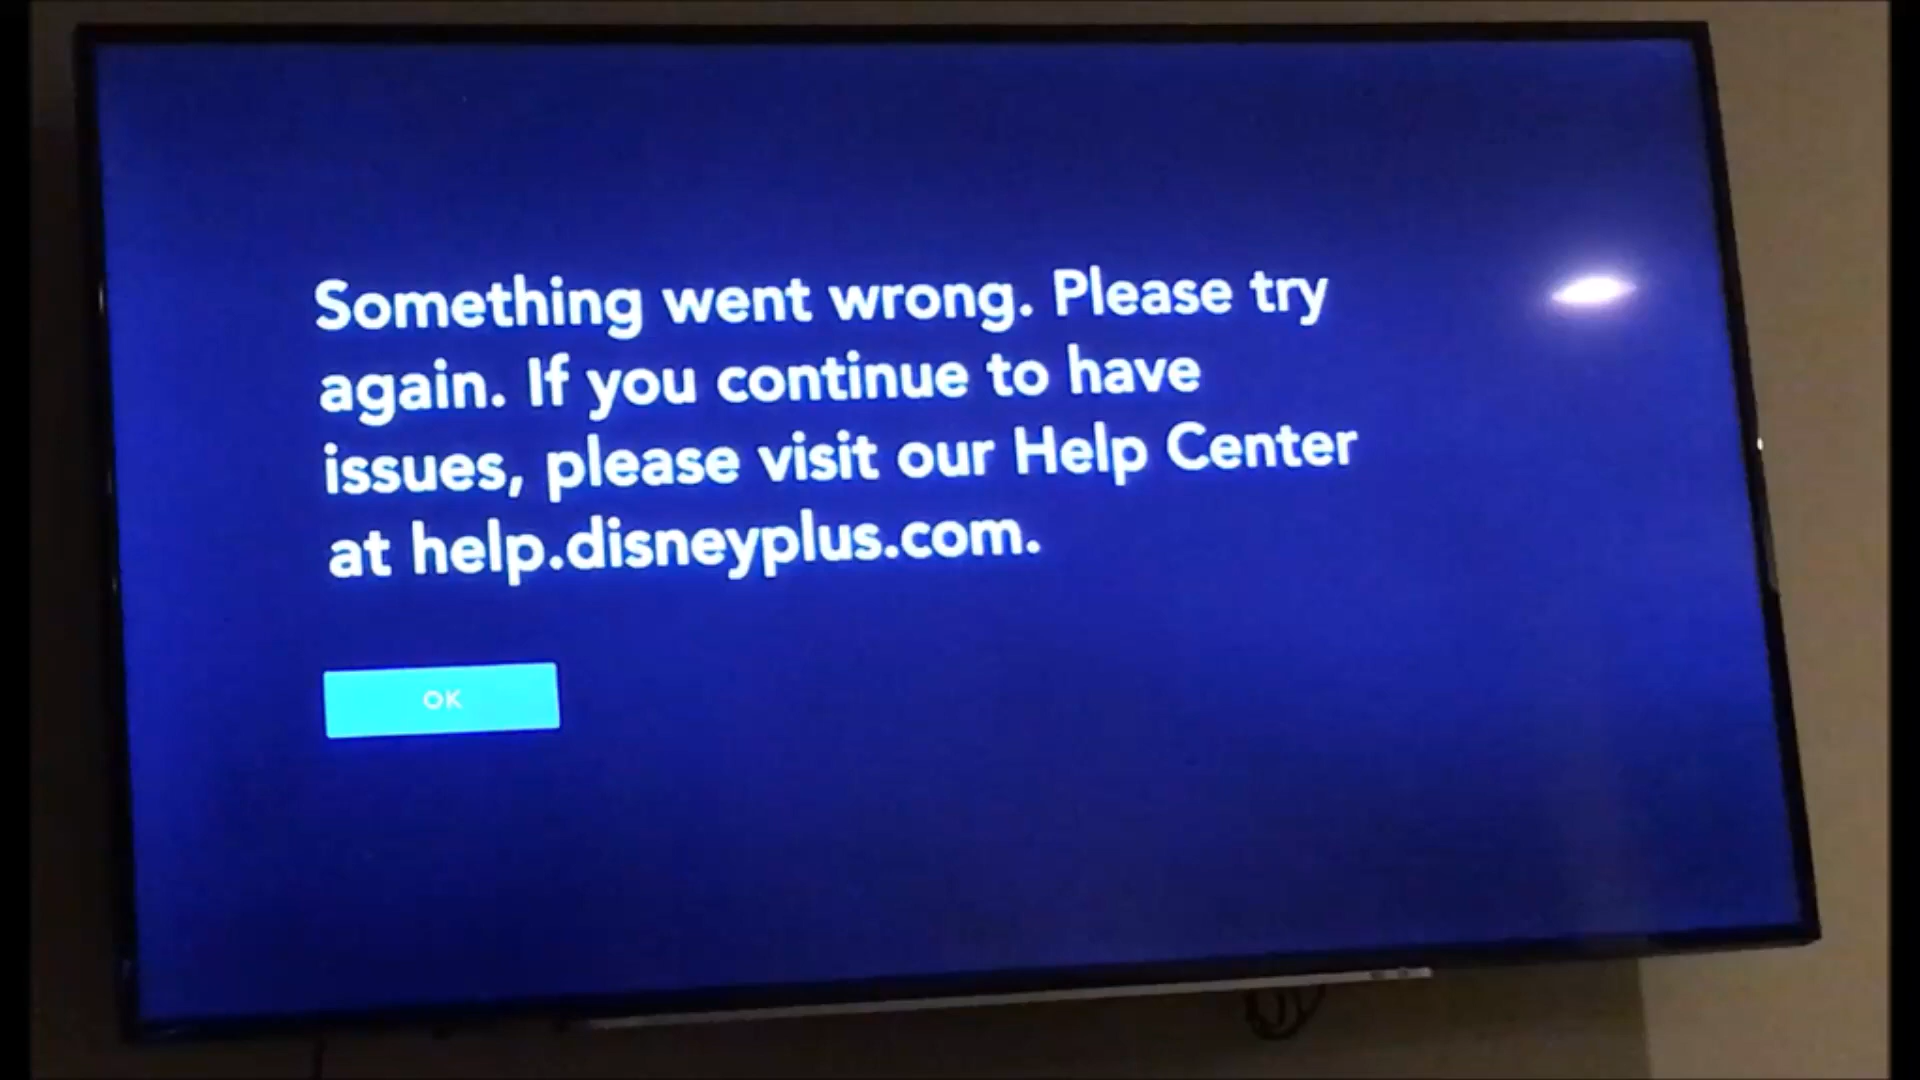 Something went wrong. Please try
again. If you continue to have
issues, please visit our Help Center
at help.disneyplus.com.
OK